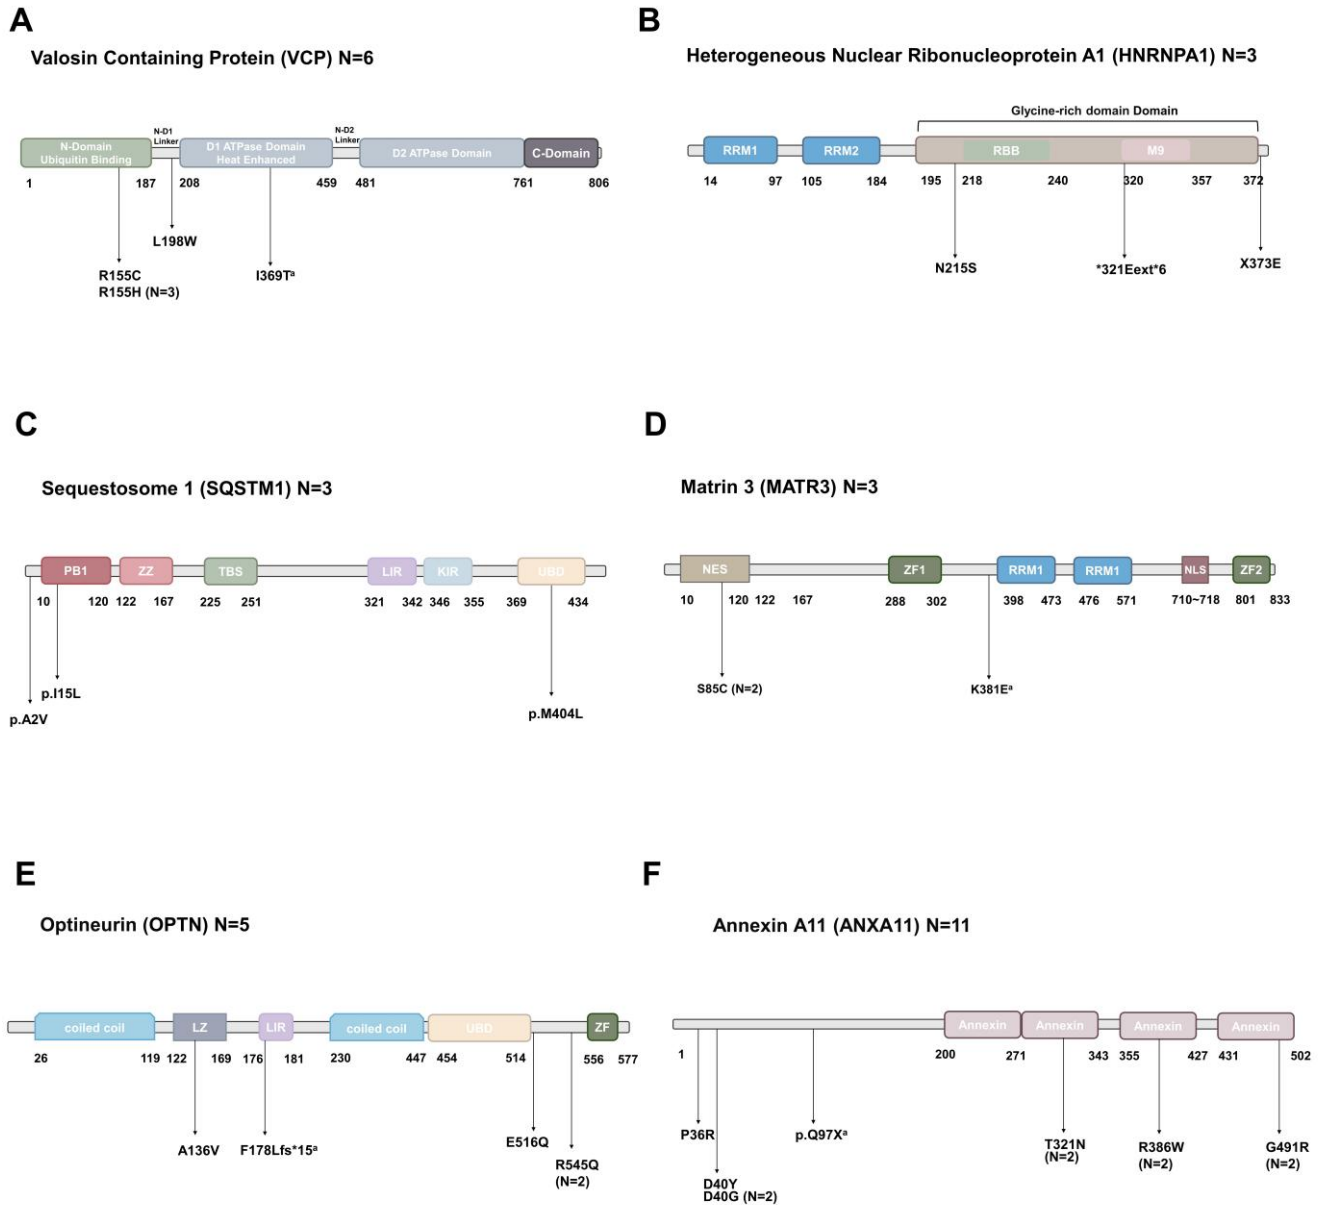 A
Valosin Containing Protein (VCP) N=6
N-D1
Linker
N-D2
Linker
N-Domain
Ubiquitin Binding
D1 ATPase Domain
Heat Enhanced
D2 ATPase Domain
C-Domain
1 187 208 459 481 761 806
L198W
R155C
R155H (N=3)
I369Tᵃ
B
Heterogeneous Nuclear Ribonucleoprotein A1 (HNRNPA1) N=3
Glycine-rich domain Domain
RRM1 RRM2 RBB M9
14 97 105 184 195 218 240 320 357 372
N215S
*321Eext*6
X373E
C
Sequestosome 1 (SQSTM1) N=3
PB1 ZZ TBS LIR KIR UBD
10 120 122 167 225 251 321 342 346 355 369 434
p.I15L
p.A2V
p.M404L
D
Matrin 3 (MATR3) N=3
NES ZF1 RRM1 RRM1 NLS ZF2
10 120 122 167 288 302 398 473 476 571 710~718 801 833
S85C (N=2)
K381Eᵃ
E
Optineurin (OPTN) N=5
coiled coil LZ LIR coiled coil UBD ZF
26 119 122 169 176 181 230 447 454 514 556 577
A136V
F178Lfs*15ᵃ
E516Q
R545Q
(N=2)
F
Annexin A11 (ANXA11) N=11
Annexin Annexin Annexin Annexin
1 200 271 343 355 427 431 502
P36R
D40Y
D40G (N=2)
p.Q97Xᵃ
T321N
(N=2)
R386W
(N=2)
G491R
(N=2)